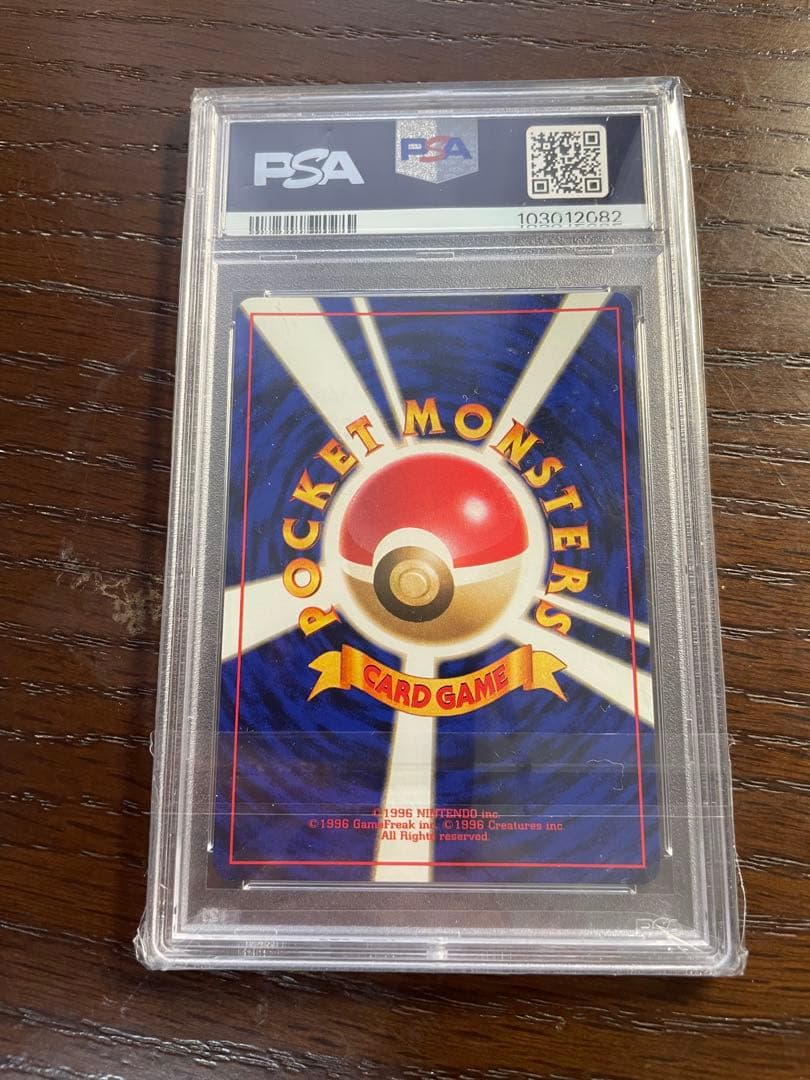 PSA
PSA
103012082
POCKET MONSTERS
CARD GAME
©1996 NINTENDO inc.
©1996 GameFreak inc. ©1996 Creatures inc.
All Rights reserved.
PSA